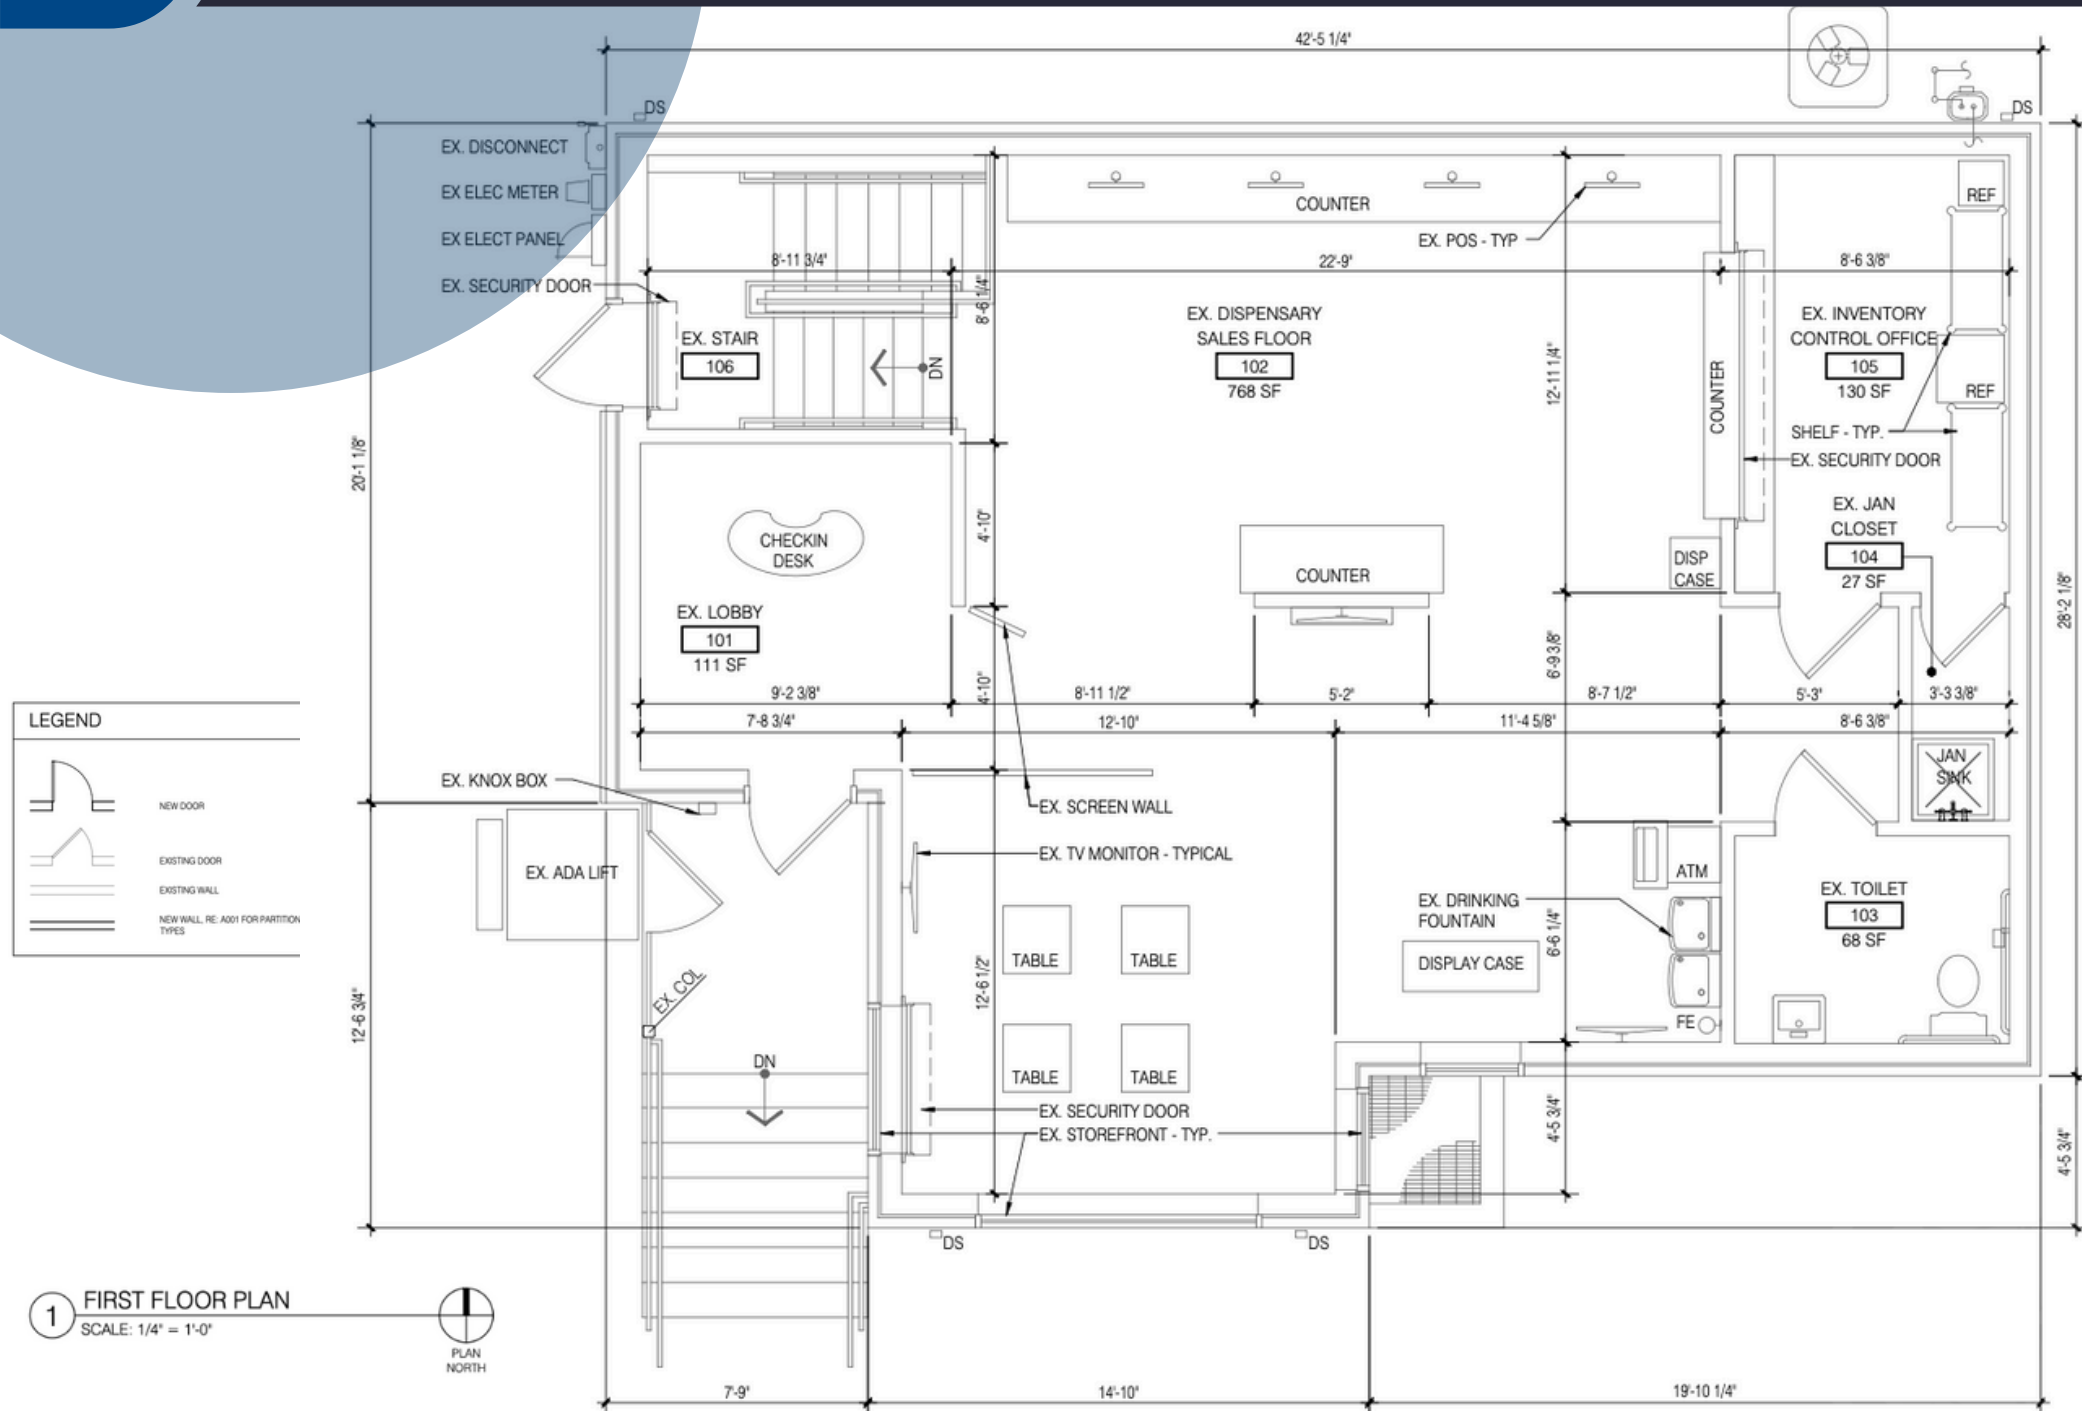 42'-5 1/4"
DS
DS
EX. DISCONNECT
EX ELEC METER
EX ELECT PANEL
EX. SECURITY DOOR
REF
COUNTER
EX. POS - TYP
8'-11 3/4"
22'-9"
8'-6 3/8"
8'-6 1/4"
EX. STAIR
106
DN
EX. DISPENSARY
SALES FLOOR
102
768 SF
12'-11 1/4"
COUNTER
EX. INVENTORY
CONTROL OFFICE
105
130 SF
REF
SHELF - TYP.
EX. SECURITY DOOR
20'-1 1/8"
4'-10"
CHECKIN
DESK
EX. JAN
CLOSET
104
27 SF
COUNTER
DISP
CASE
28'-2 1/8"
EX. LOBBY
101
111 SF
6'-9 3/8"
4'-10"
9'-2 3/8"
8'-11 1/2"
5'-2"
8'-7 1/2"
5'-3"
3'-3 3/8"
7'-8 3/4"
12'-10"
11'-4 5/8"
8'-6 3/8"
LEGEND
NEW DOOR
EXISTING DOOR
EXISTING WALL
NEW WALL, RE: A001 FOR PARTITION
TYPES
EX. KNOX BOX
EX. SCREEN WALL
JAN
SINK
EX. TV MONITOR - TYPICAL
EX. ADA LIFT
ATM
EX. DRINKING
FOUNTAIN
EX. TOILET
103
68 SF
6'-6 1/4"
TABLE
TABLE
DISPLAY CASE
EX. COL
12'-6 1/2"
12'-6 3/4"
FE
DN
TABLE
TABLE
EX. SECURITY DOOR
EX. STOREFRONT - TYP.
4'-5 3/4"
4'-5 3/4"
DS
DS
1
FIRST FLOOR PLAN
SCALE: 1/4" = 1'-0"
PLAN
NORTH
7'-9"
14'-10"
19'-10 1/4"